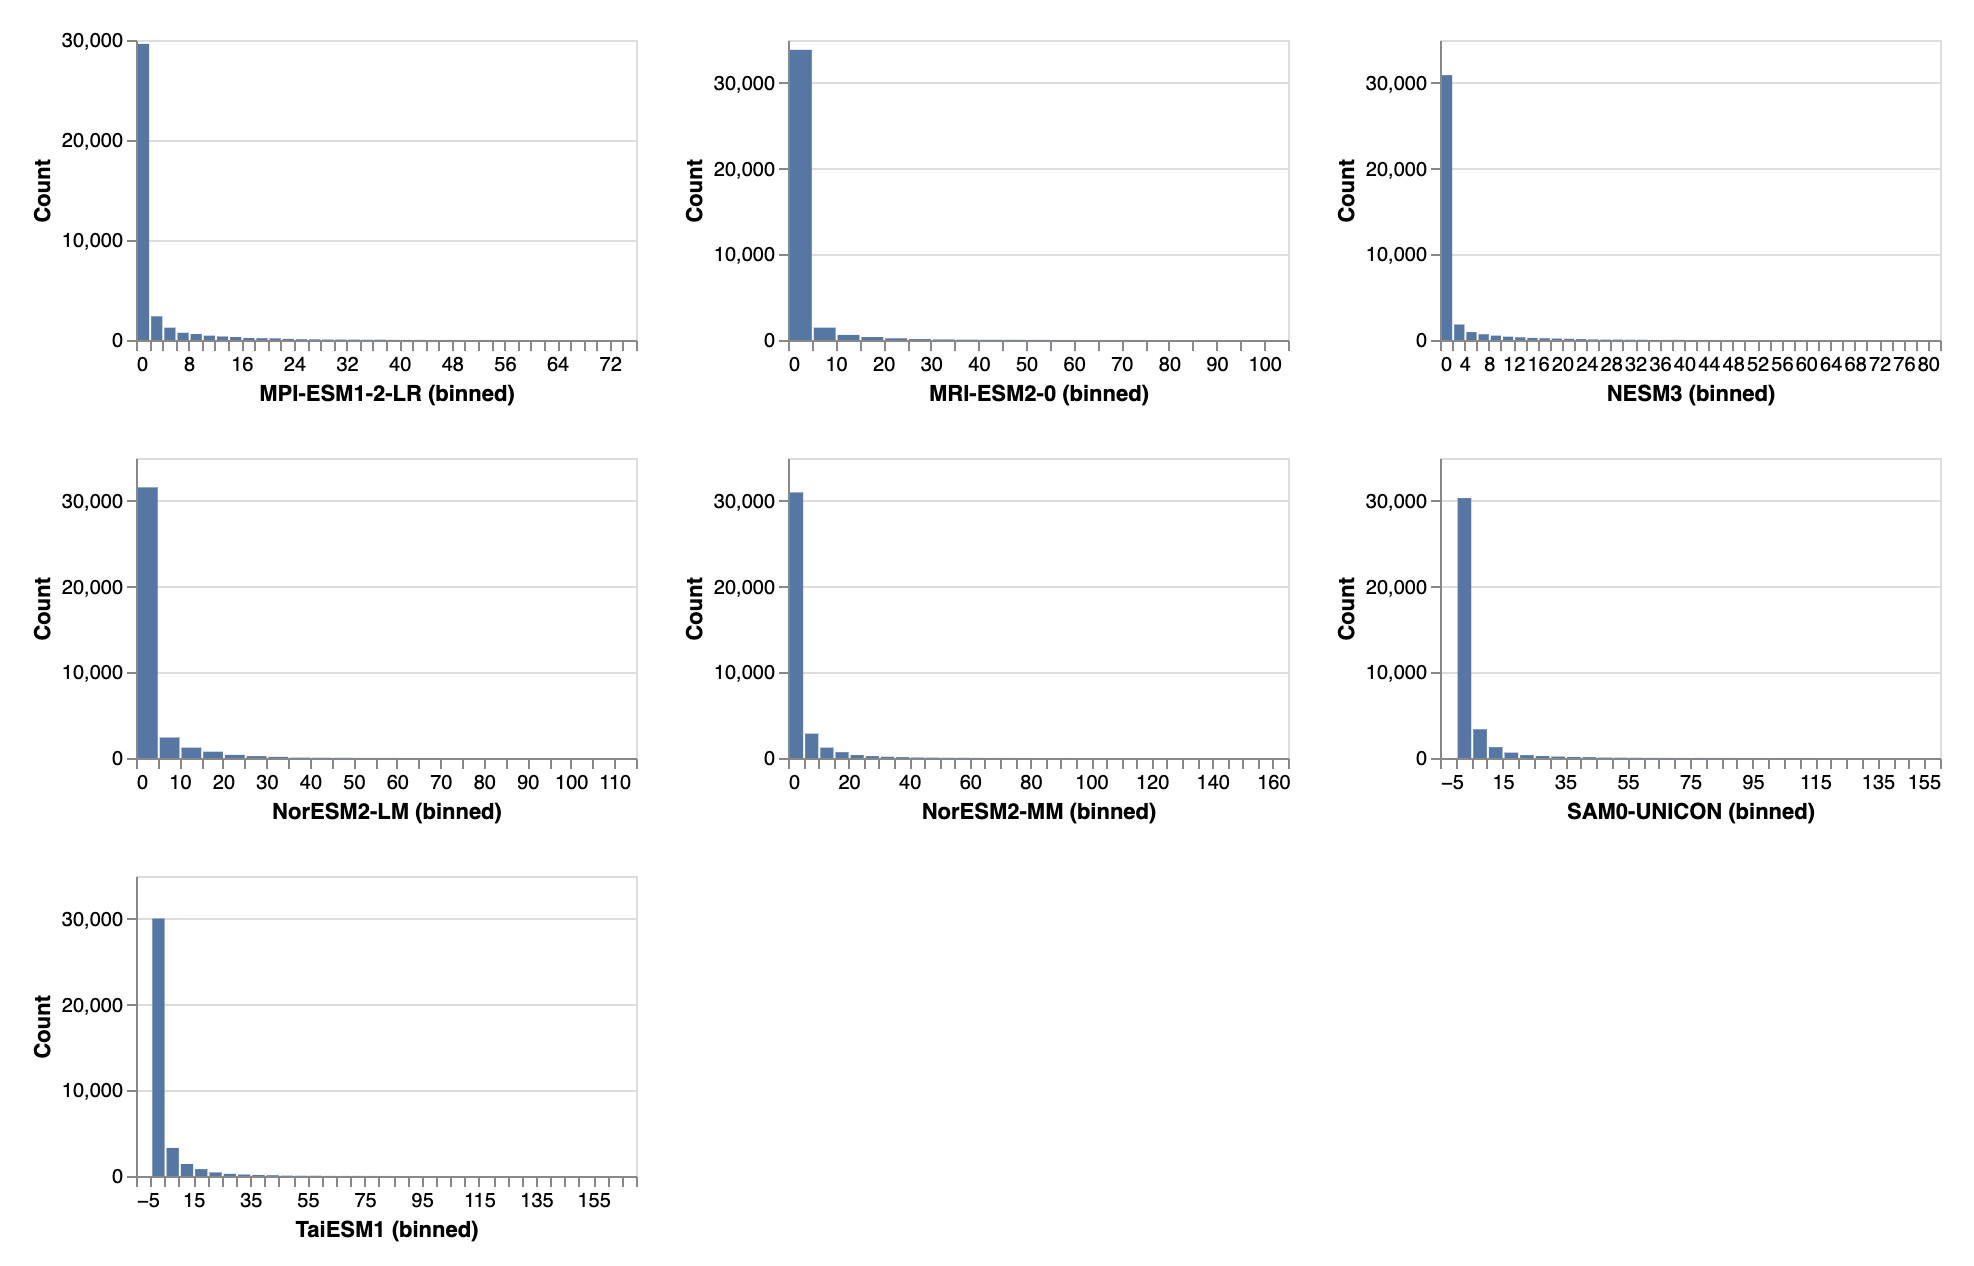 30,000
20,000
10,000
0
Count
0 8 16 24 32 40 48 56 64 72
MPI-ESM1-2-LR (binned)
30,000
20,000
10,000
0
Count
0 10 20 30 40 50 60 70 80 90 100
MRI-ESM2-0 (binned)
30,000
20,000
10,000
0
Count
0 4 8 12 16 20 24 28 32 36 40 44 48 52 56 60 64 68 72 76 80
NESM3 (binned)
30,000
20,000
10,000
0
Count
0 10 20 30 40 50 60 70 80 90 100 110
NorESM2-LM (binned)
30,000
20,000
10,000
0
Count
0 20 40 60 80 100 120 140 160
NorESM2-MM (binned)
30,000
20,000
10,000
0
Count
−5 15 35 55 75 95 115 135 155
SAM0-UNICON (binned)
30,000
20,000
10,000
0
Count
−5 15 35 55 75 95 115 135 155
TaiESM1 (binned)